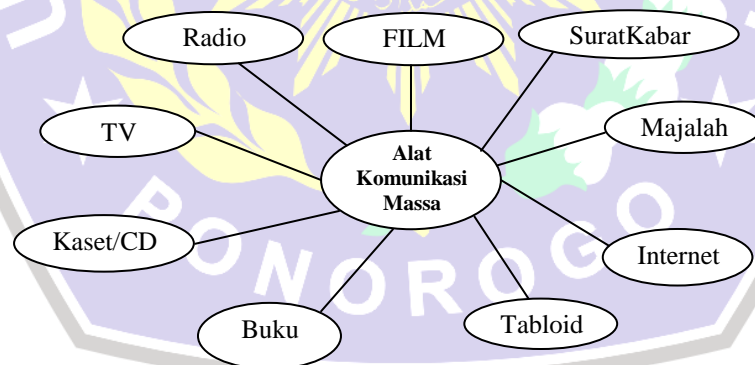 Radio
FILM
SuratKabar
TV
Alat
Komunikasi
Massa
Majalah
Kaset/CD
Internet
Buku
Tabloid
PONOROGO